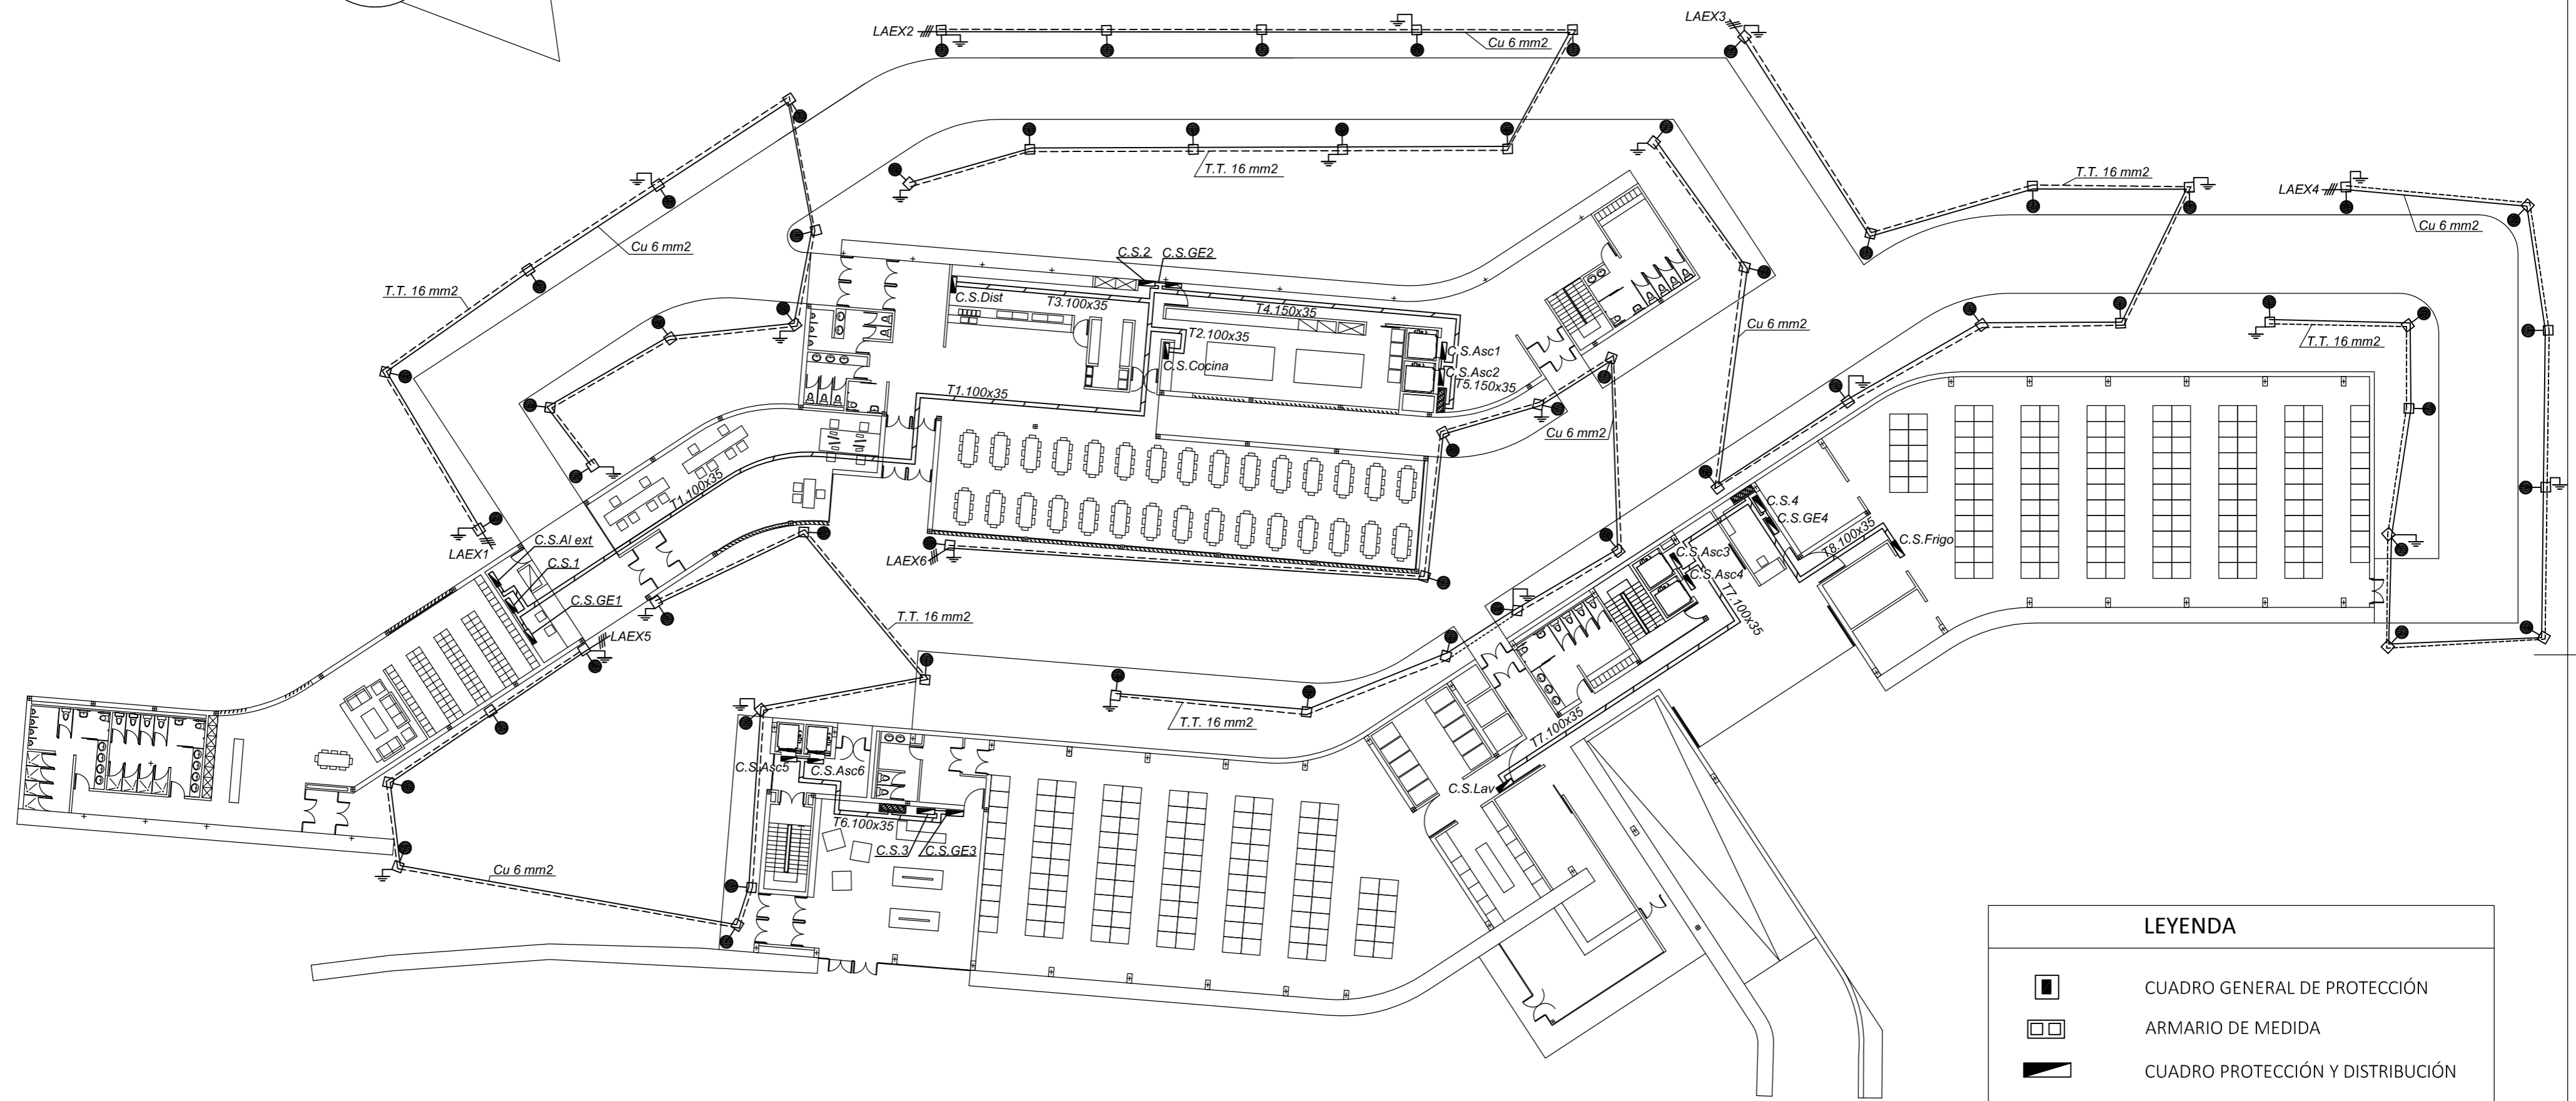 LAEX2
Cu 6 mm2
LAEX3
T.T. 16 mm2
T.T. 16 mm2
LAEX4
Cu 6 mm2
Cu 6 mm2
T.T. 16 mm2
C.S.2
C.S.GE2
C.S.Dist
T3.100x35
T4.150x35
Cu 6 mm2
T.T. 16 mm2
T2.100x35
C.S.Cocina
C.S.Asc1
C.S.Asc2
T5.150x35
T1.100x35
Cu 6 mm2
T1.100x35
C.S.4
C.S.GE4
T8.100x35
C.S.Frigo
LAEX1
C.S.Al ext
C.S.1
C.S.GE1
LAEX5
LAEX6
C.S.Asc3
C.S.Asc4
T7.100x35
T.T. 16 mm2
T.T. 16 mm2
T7.100x35
C.S.Asc5
C.S.Asc6
C.S.Lav
T6.100x35
C.S.3
C.S.GE3
Cu 6 mm2
LEYENDA
CUADRO GENERAL DE PROTECCIÓN
ARMARIO DE MEDIDA
CUADRO PROTECCIÓN Y DISTRIBUCIÓN